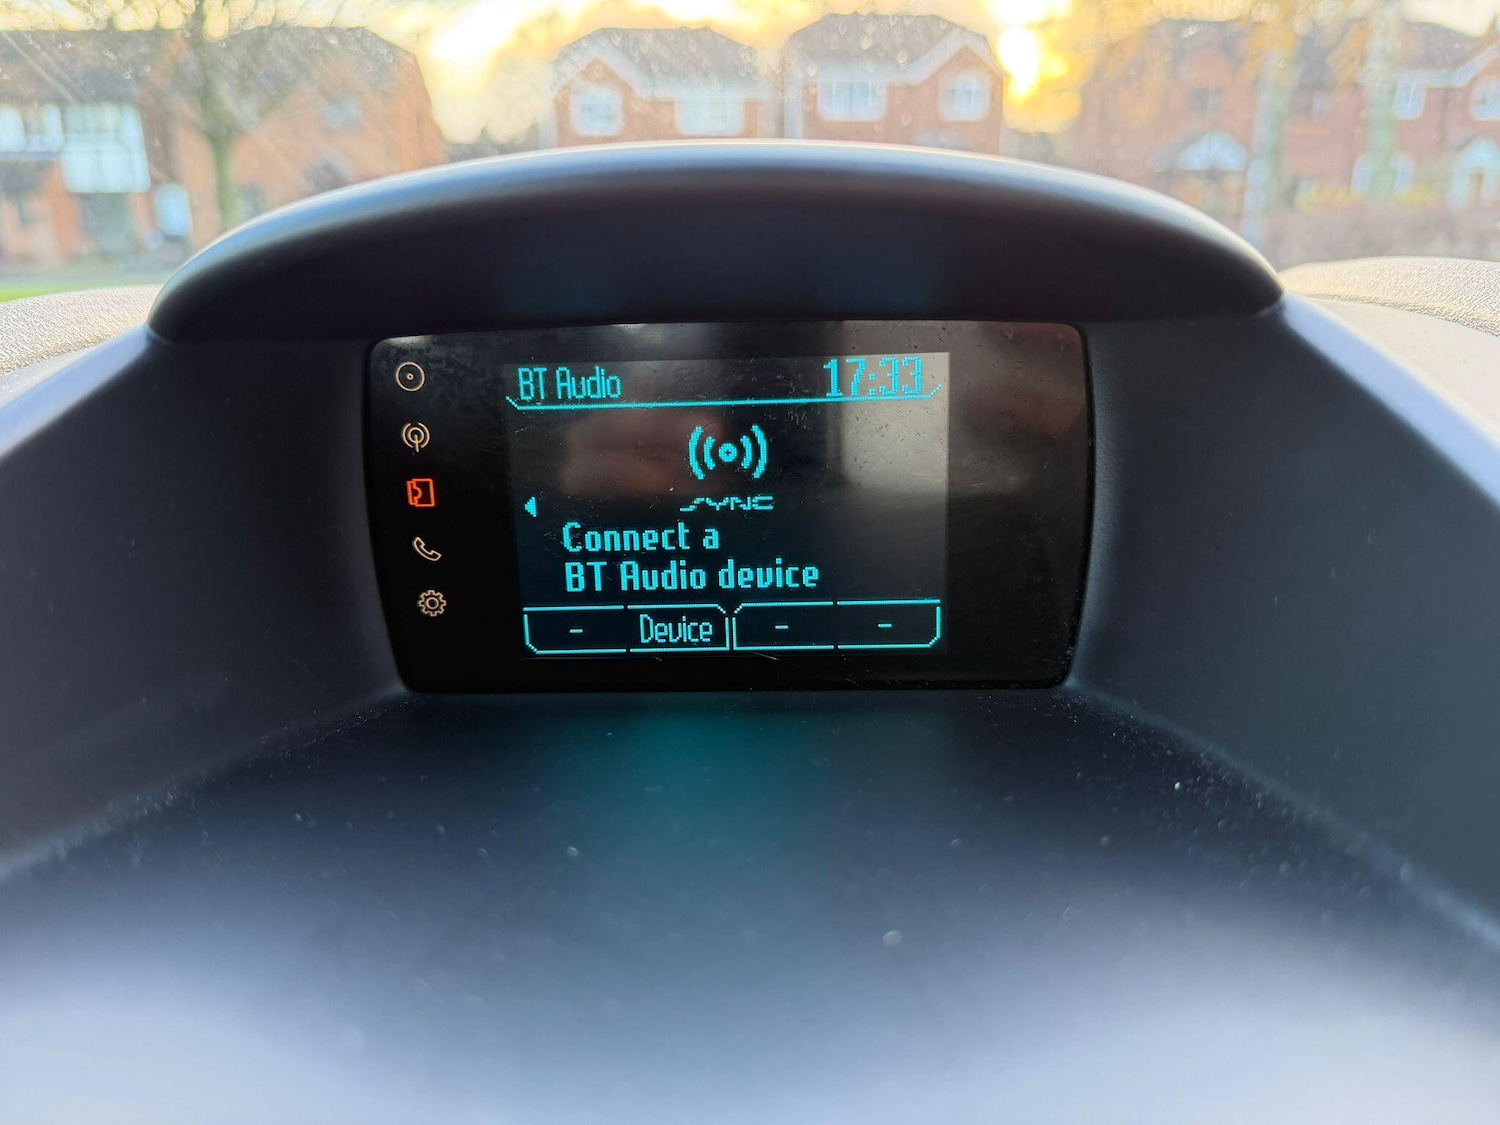 BT Audio 17:33
SYNC
Connect a
BT Audio device
- Device - -